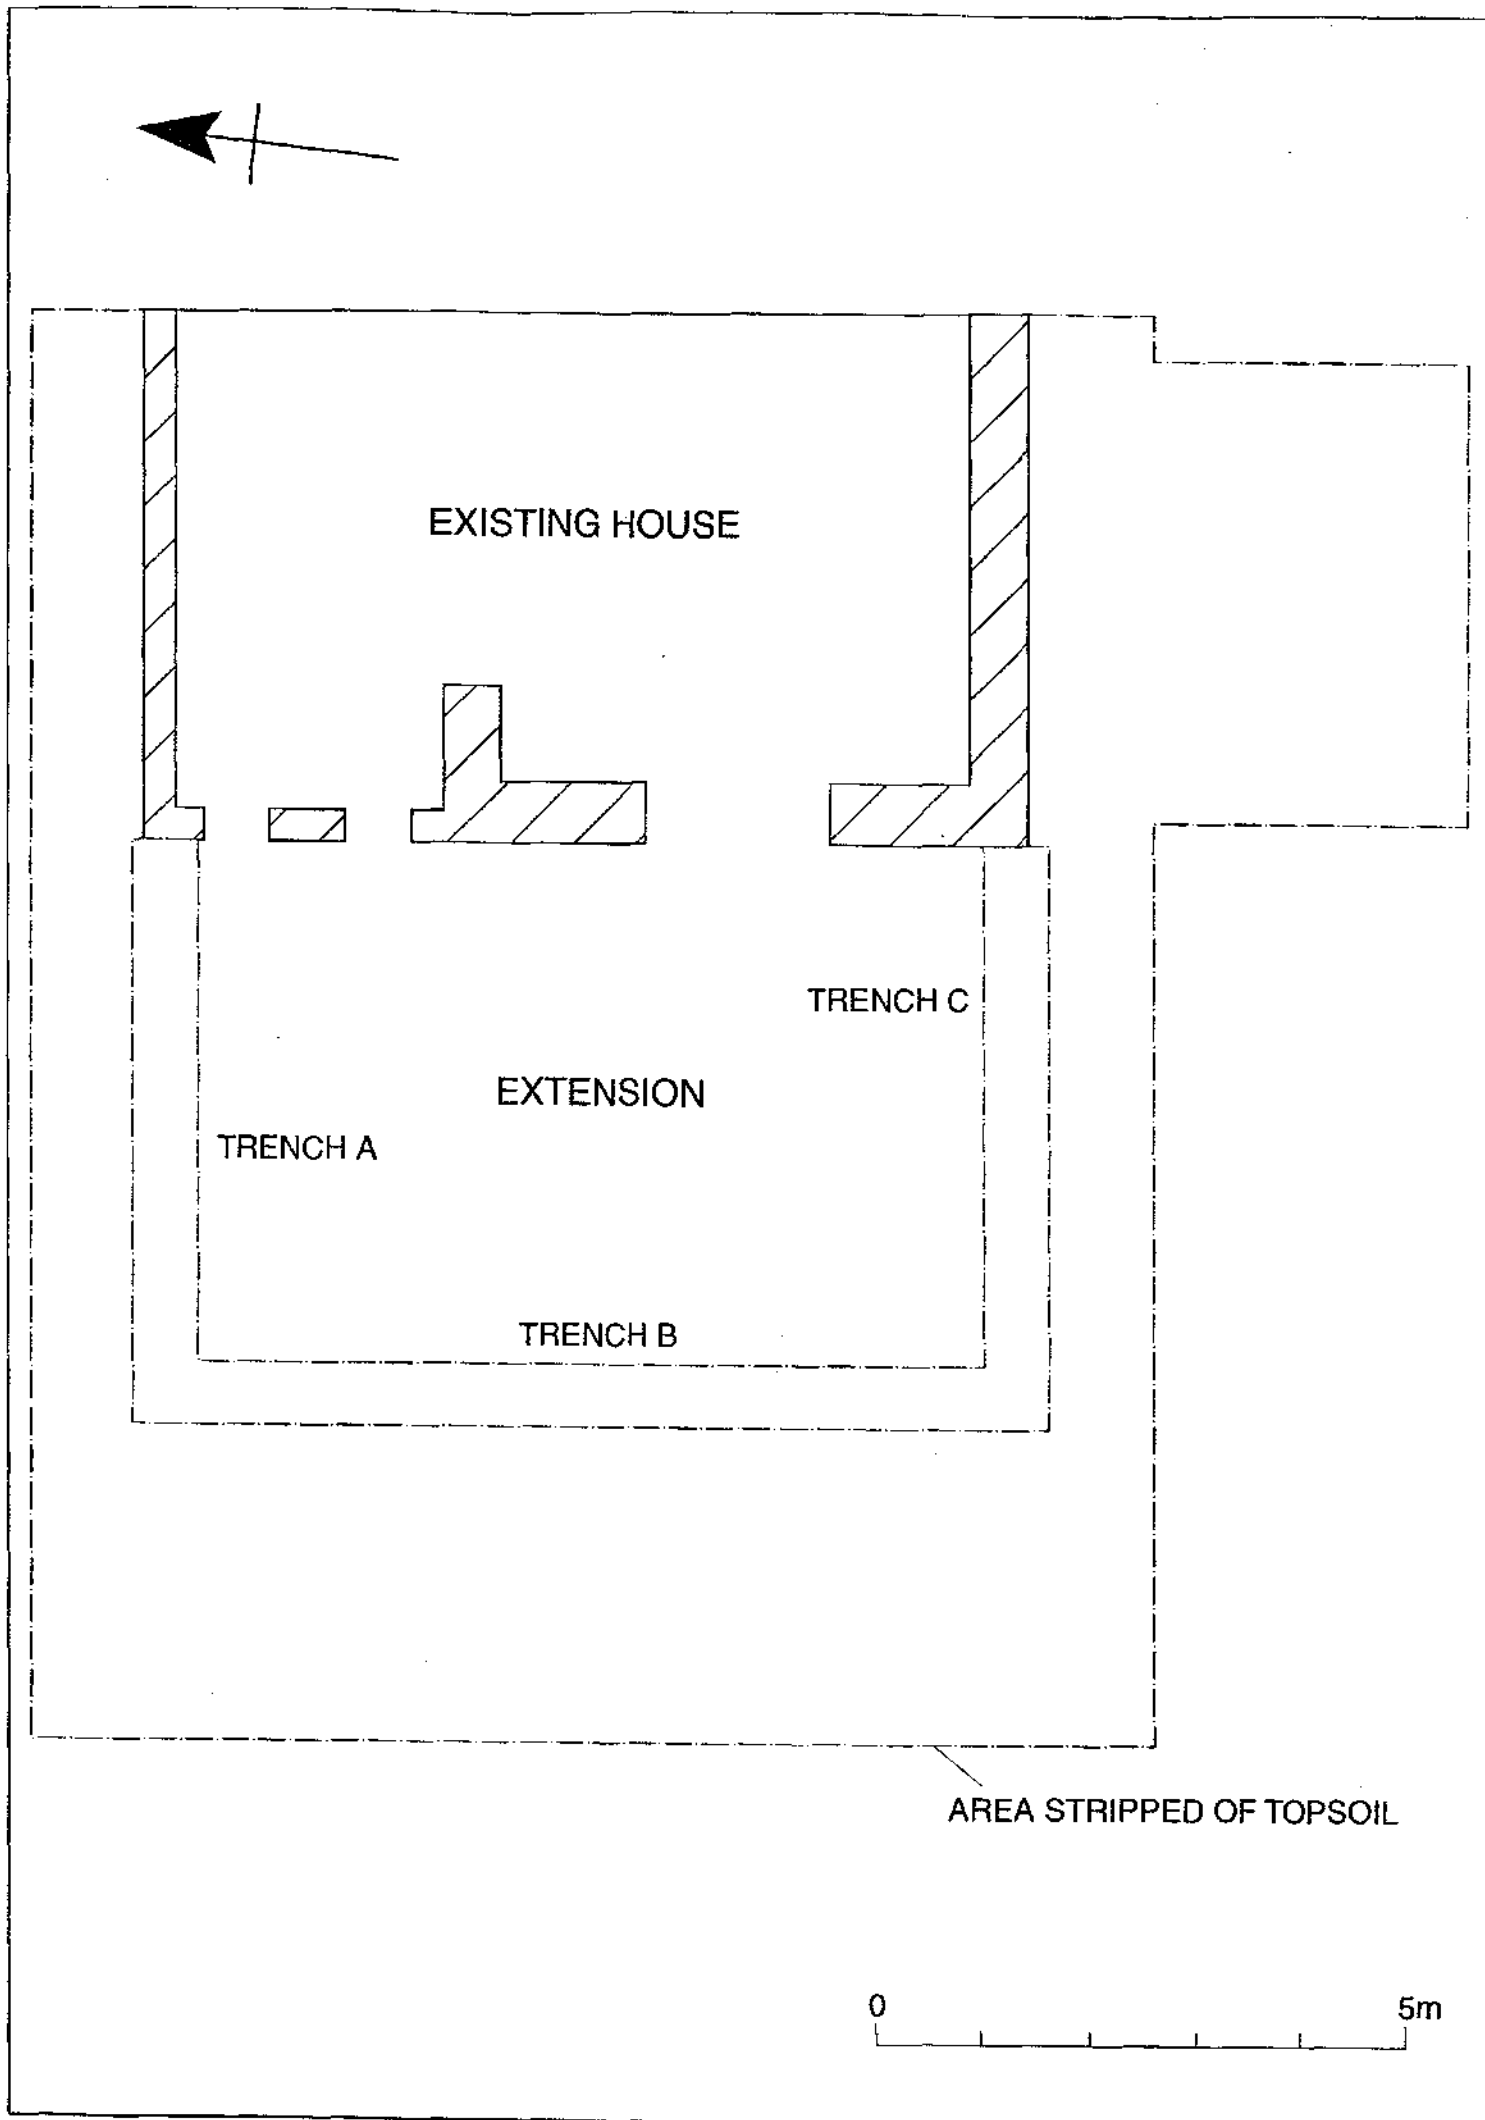 EXISTING HOUSE
TRENCH C
EXTENSION
TRENCH A
TRENCH B
AREA STRIPPED OF TOPSOIL
0 5m